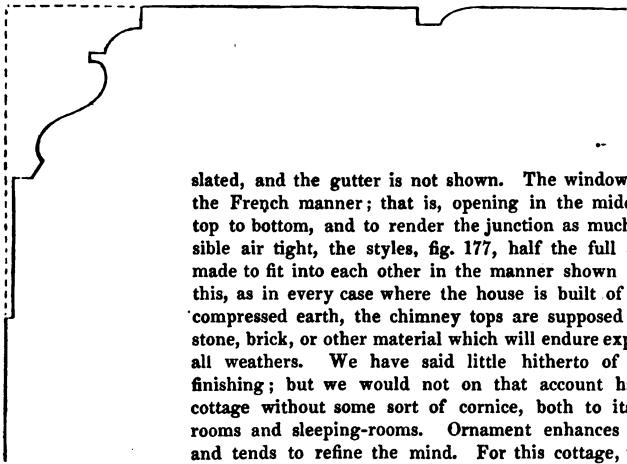 slated, and the gutter is not shown. The window
the French manner; that is, opening in the mid
top to bottom, and to render the junction as much
sible air tight, the styles, fig. 177, half the full
made to fit into each other in the manner shown
this, as in every case where the house is built of
compressed earth, the chimney tops are supposed
stone, brick, or other material which will endure exp
all weathers. We have said little hitherto of
finishing; but we would not on that account h
cottage without some sort of cornice, both to it
rooms and sleeping-rooms. Ornament enhances
and tends to refine the mind. For this cottage,